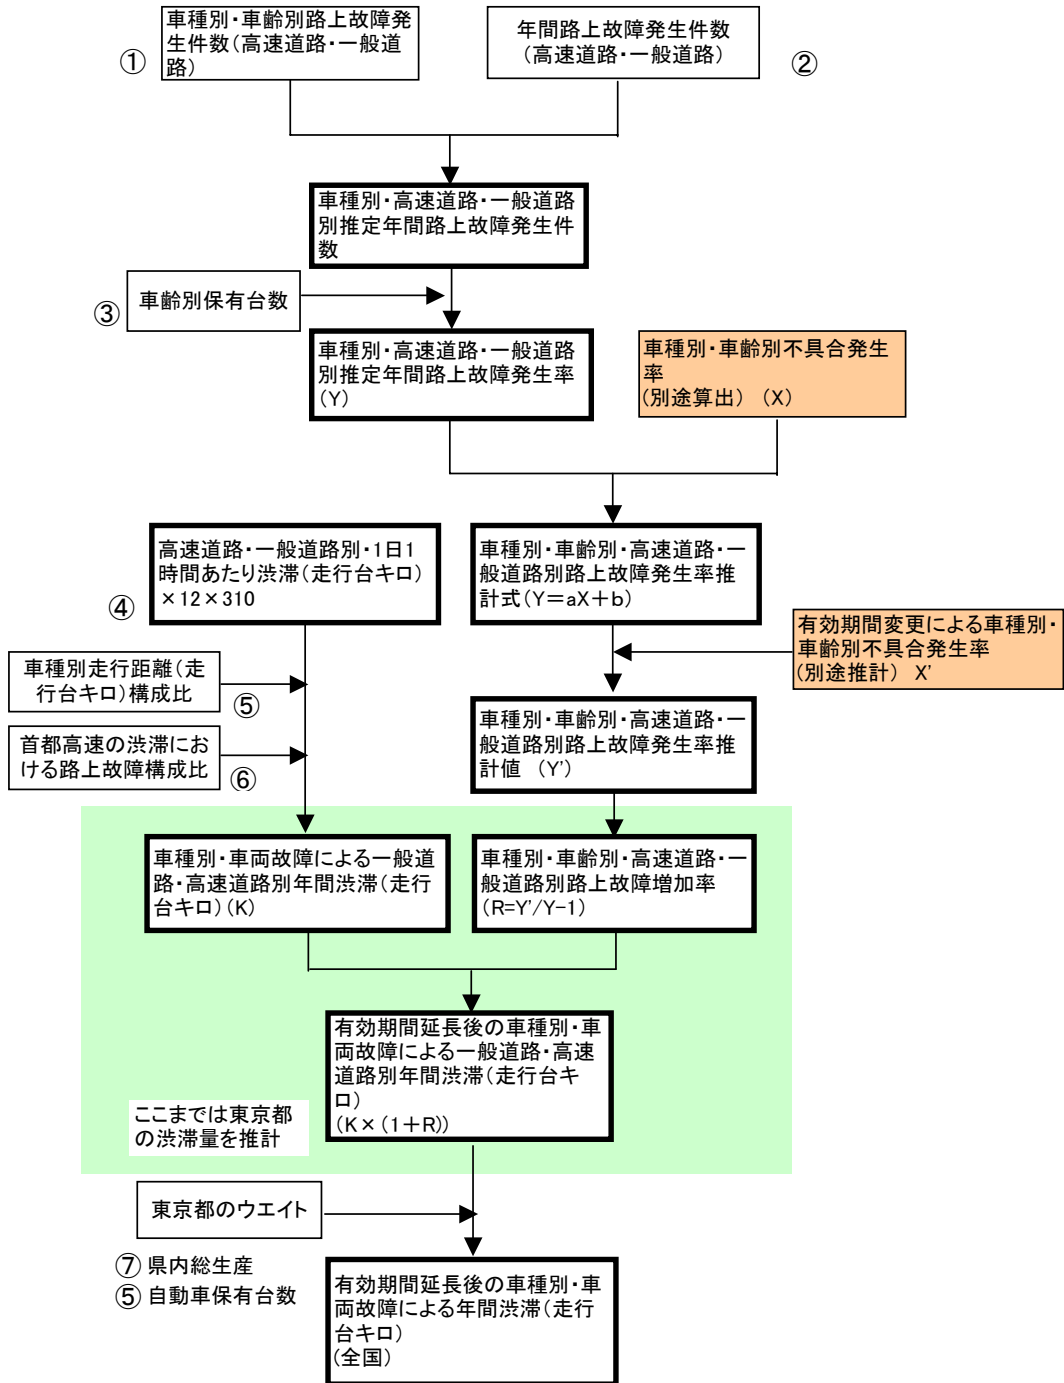 車種別・車齢別路上故障発
生件数(高速道路・一般道
路)
①
年間路上故障発生件数
(高速道路・一般道路)
②
車種別・高速道路・一般道路
別推定年間路上故障発生件
数
③
車齢別保有台数
車種別・高速道路・一般道路
別推定年間路上故障発生率
(Y)
車種別・車齢別不具合発生
率
(別途算出) (X)
高速道路・一般道路別・1日1
時間あたり渋滞(走行台キロ)
×12×310
④
車種別・車齢別・高速道路・一
般道路別路上故障発生率推
計式(Y=aX+b)
有効期間変更による車種別・
車齢別不具合発生率
(別途推計) X'
車種別走行距離(走
行台キロ)構成比
⑤
首都高速の渋滞にお
ける路上故障構成比
⑥
車種別・車齢別・高速道路・一
般道路別路上故障発生率推
計値 (Y')
車種別・車両故障による一般道
路・高速道路別年間渋滞(走行
台キロ)(K)
車種別・車齢別・高速道路・一
般道路別路上故障増加率
(R=Y'/Y-1)
有効期間延長後の車種別・車
両故障による一般道路・高速
道路別年間渋滞(走行台キ
ロ)
(K×(1+R))
ここまでは東京都
の渋滞量を推計
東京都のウエイト
⑦ 県内総生産
⑤ 自動車保有台数
有効期間延長後の車種別・車
両故障による年間渋滞(走行
台キロ)
(全国)